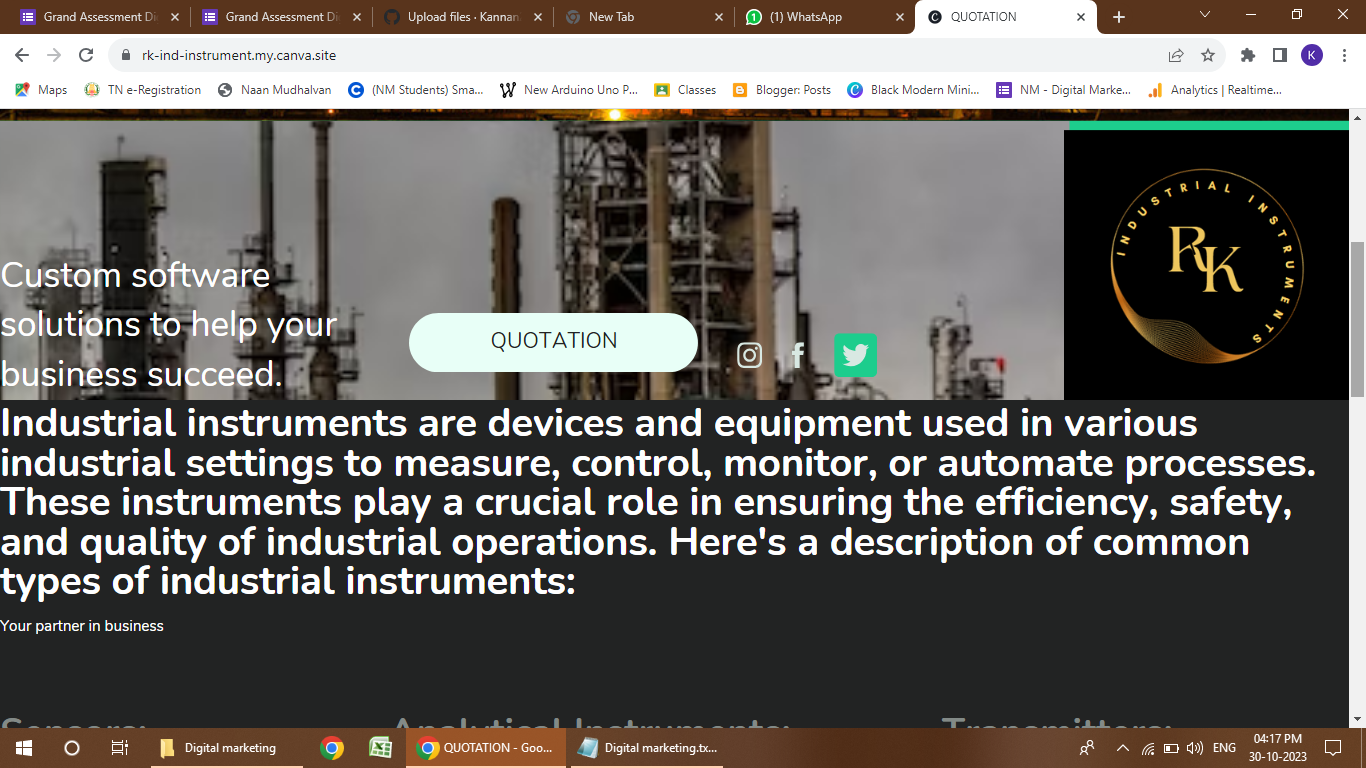 Grand Assessment Di
Grand Assessment Di
Upload files · Kannan
New Tab
(1) WhatsApp
QUOTATION
rk-ind-instrument.my.canva.site
K
Maps
TN e-Registration
Naan Mudhalvan
(NM Students) Sma...
New Arduino Uno P...
Classes
Blogger: Posts
Black Modern Mini...
NM - Digital Marke...
Analytics | Realtime...
INDUSTRIAL INSTRUMENTS
RK
Custom software
solutions to help your
business succeed.
QUOTATION
Industrial instruments are devices and equipment used in various
industrial settings to measure, control, monitor, or automate processes.
These instruments play a crucial role in ensuring the efficiency, safety,
and quality of industrial operations. Here's a description of common
types of industrial instruments:
Your partner in business
Sensors:
Analytical Instruments:
Transmitters:
Digital marketing
QUOTATION - Goo...
Digital marketing.tx...
ENG
04:17 PM
30-10-2023